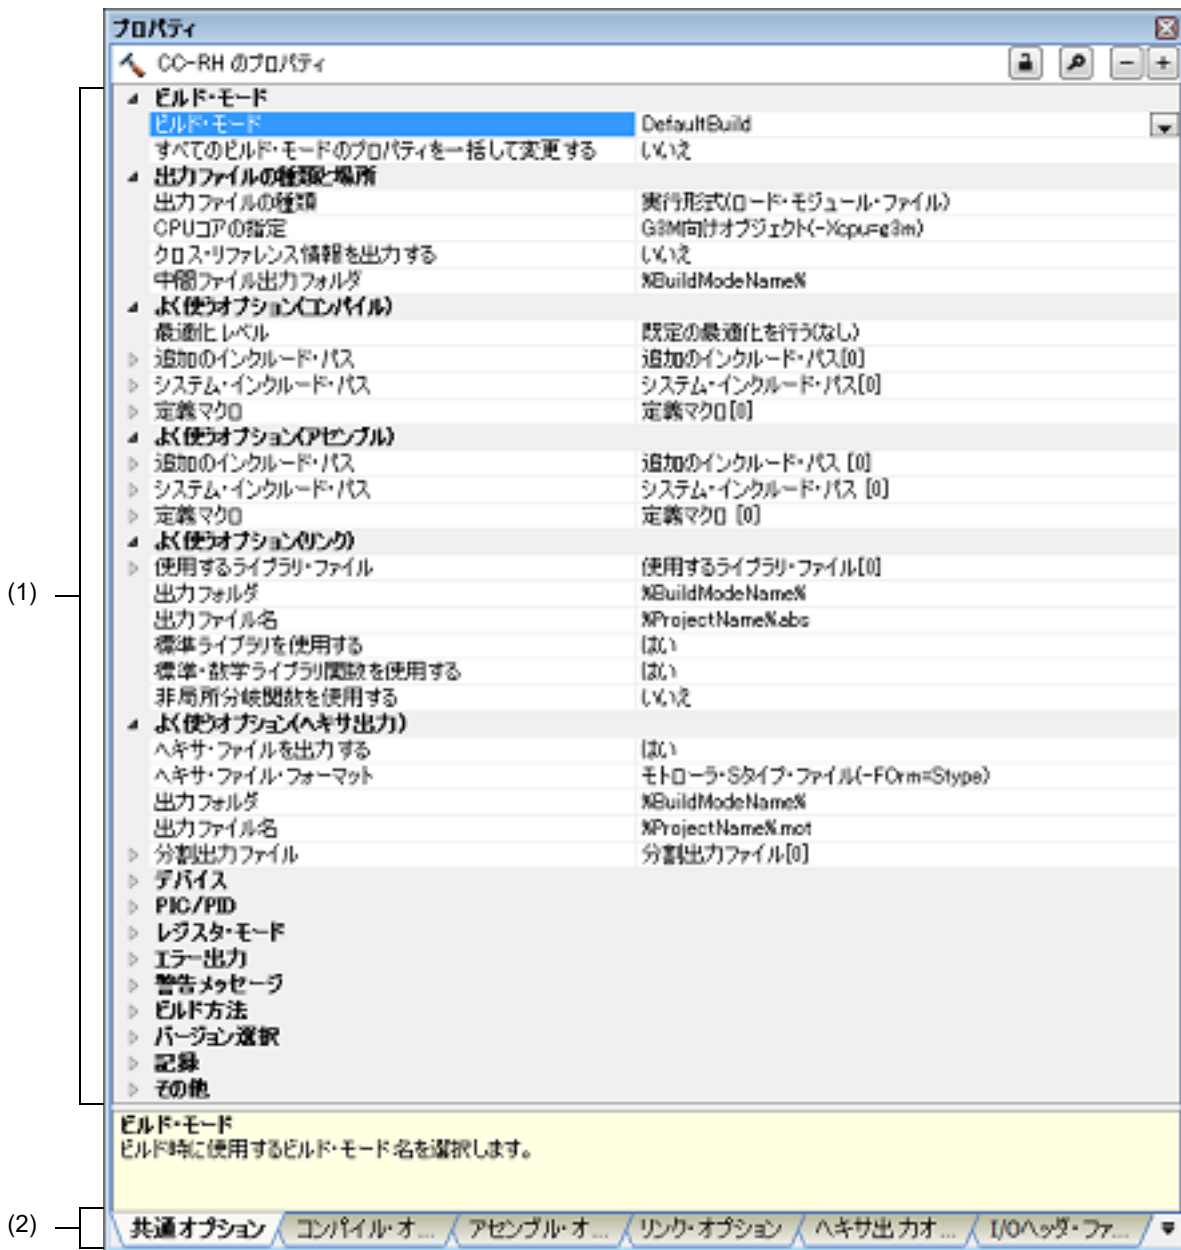 プロパティ
CC-RH のプロパティ
ビルド・モード
ビルド・モード DefaultBuild
すべてのビルド・モードのプロパティを一括して変更する いいえ
出力ファイルの種類と場所
出力ファイルの種類 実行形式(ロード・モジュール・ファイル)
CPUコアの指定 G3M向けオブジェクト(-Xcpu=g3m)
クロス・リファレンス情報を出力する いいえ
中間ファイル出力フォルダ %BuildModeName%
よく使うオプション(コンパイル)
最適化レベル 既定の最適化を行う(なし)
追加のインクルード・パス 追加のインクルード・パス[0]
システム・インクルード・パス システム・インクルード・パス[0]
定義マクロ 定義マクロ[0]
よく使うオプション(アセンブル)
追加のインクルード・パス 追加のインクルード・パス [0]
システム・インクルード・パス システム・インクルード・パス [0]
定義マクロ 定義マクロ [0]
よく使うオプション(リンク)
使用するライブラリ・ファイル 使用するライブラリ・ファイル[0]
出力フォルダ %BuildModeName%
出力ファイル名 %ProjectName%.abs
標準ライブラリを使用する はい
標準・数学ライブラリ関数を使用する はい
非局所分岐関数を使用する いいえ
よく使うオプション(ヘキサ出力)
ヘキサ・ファイルを出力する はい
ヘキサ・ファイル・フォーマット モトローラ・Sタイプ・ファイル(-FOrm=Stype)
出力フォルダ %BuildModeName%
出力ファイル名 %ProjectName%.mot
分割出力ファイル 分割出力ファイル[0]
デバイス
PIC/PID
レジスタ・モード
エラー出力
警告メッセージ
ビルド方法
バージョン選択
記録
その他
(1)
ビルド・モード
ビルド時に使用するビルド・モード名を選択します。
(2)
共通オプション コンパイル・オ... アセンブル・オ... リンク・オプション ヘキサ出力オ... I/Oヘッダ・ファ...